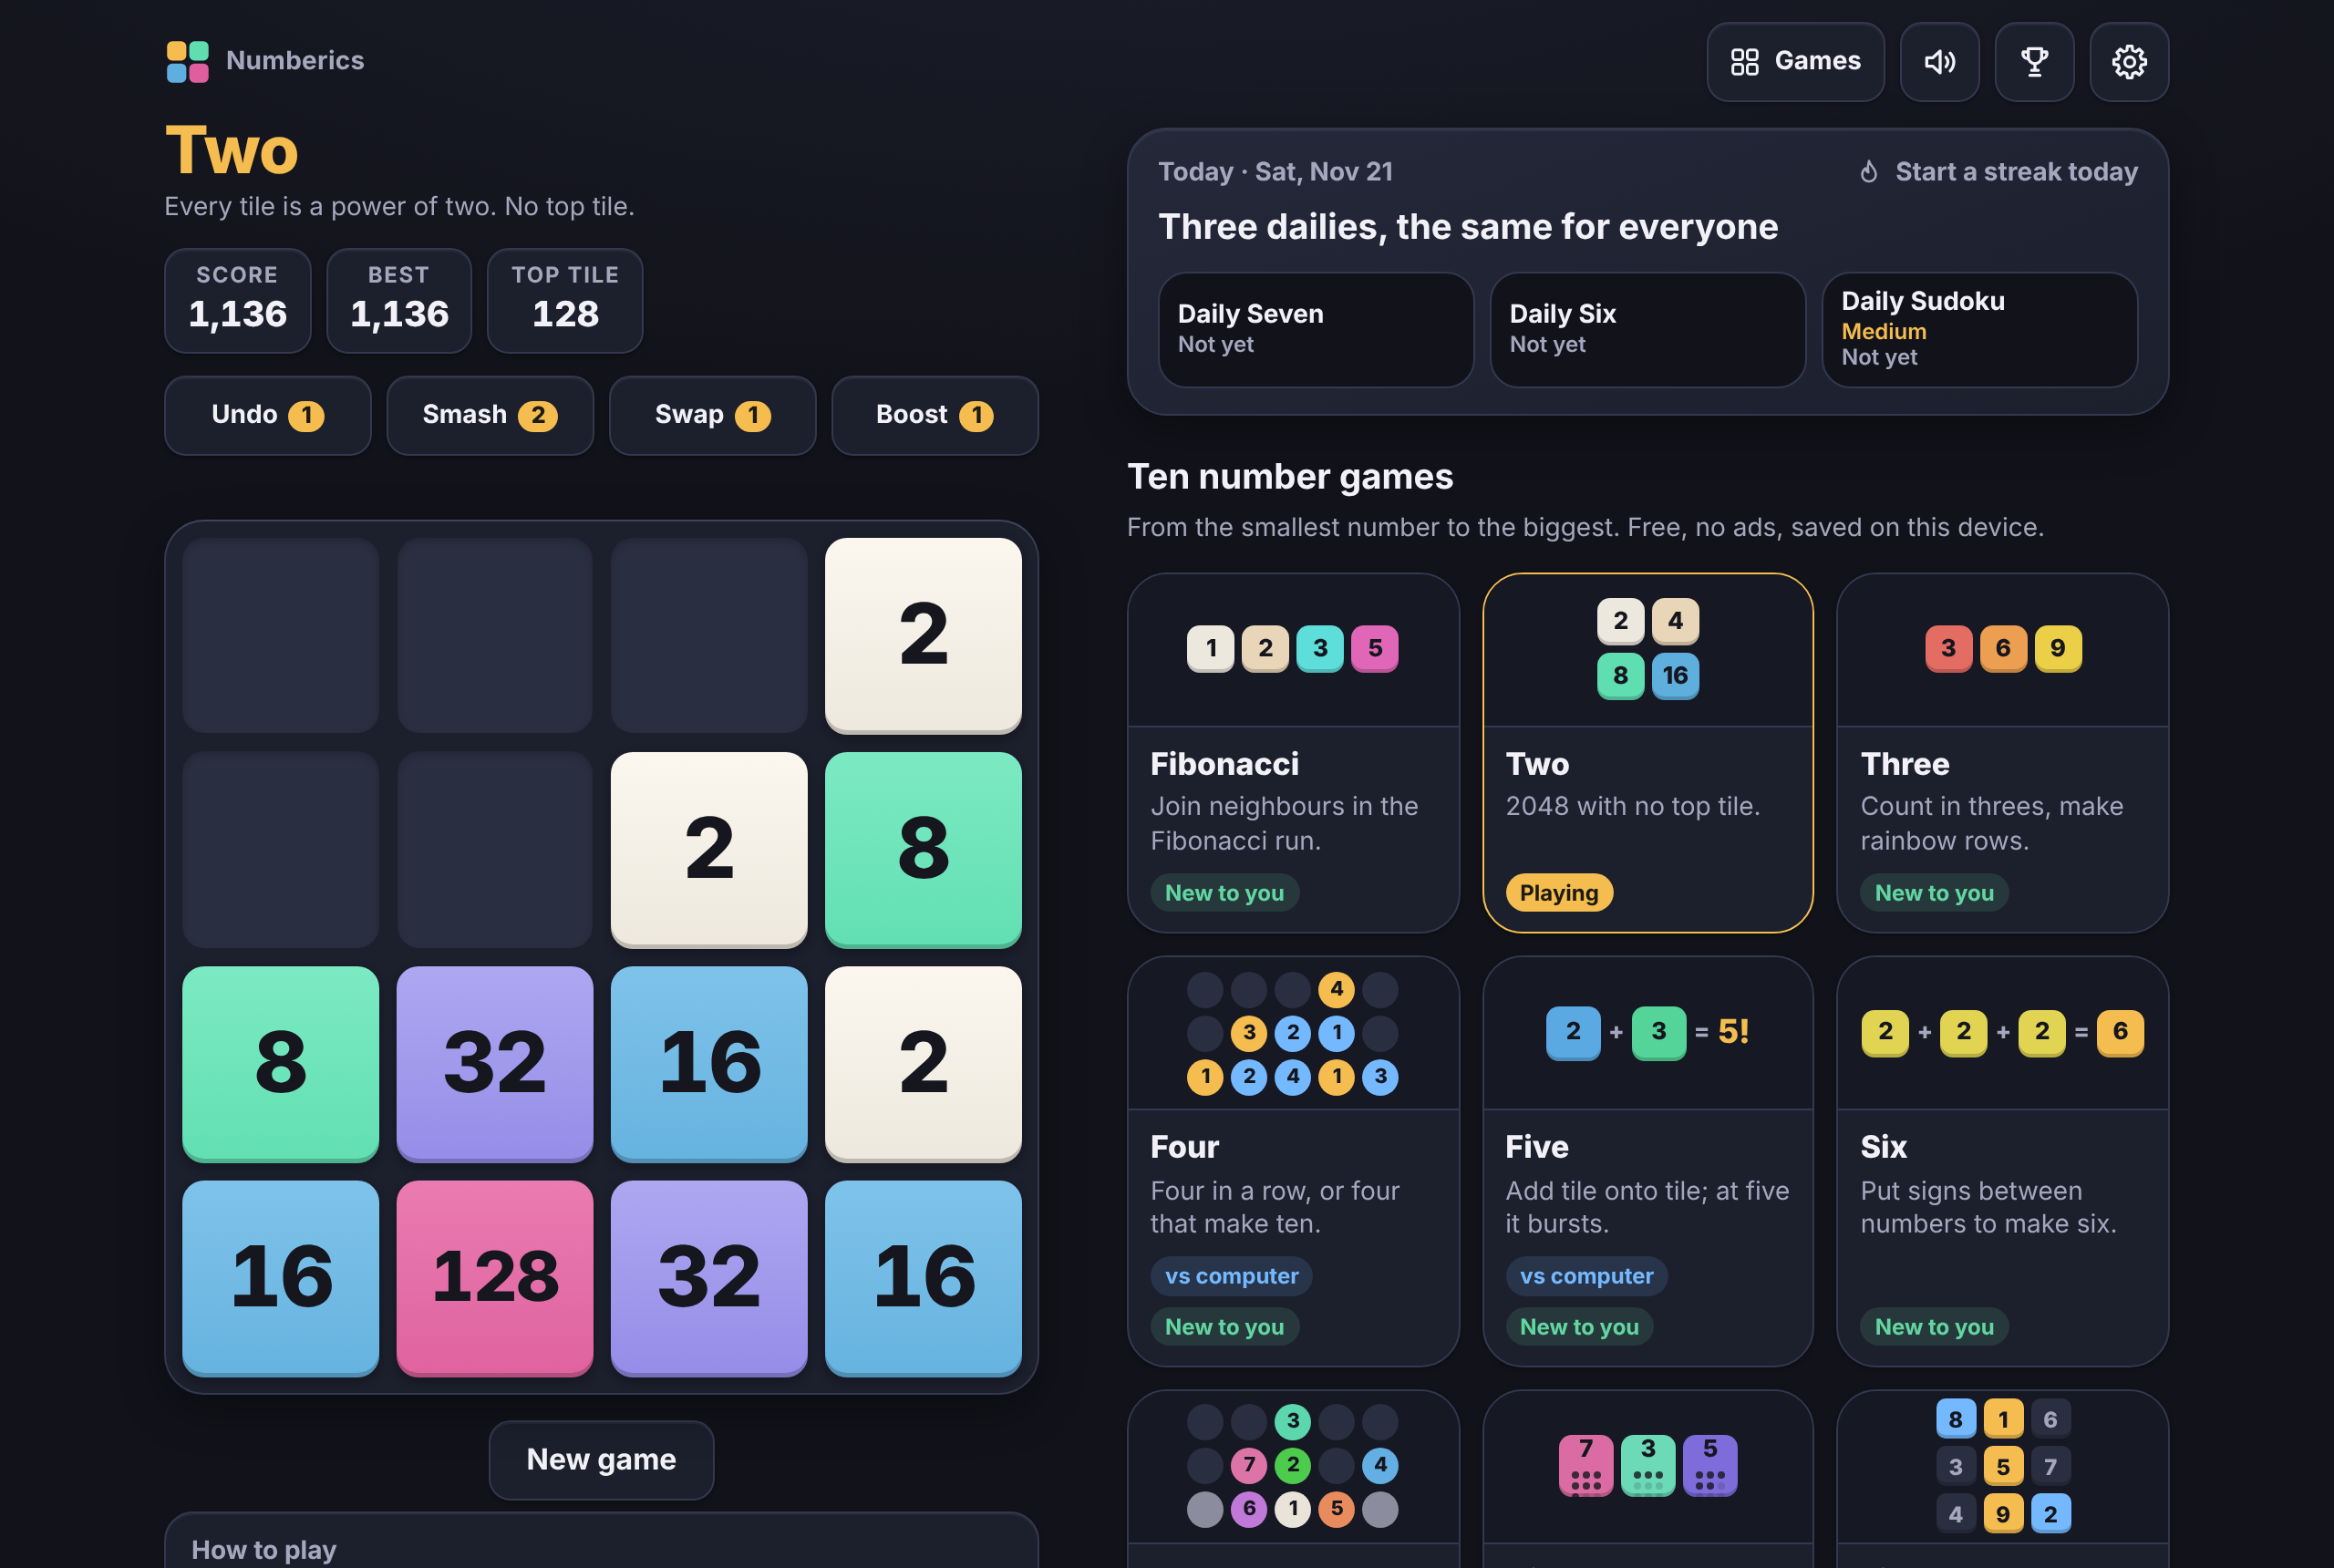 Numberics
Games
Two
Every tile is a power of two. No top tile.
SCORE
1,136
BEST
1,136
TOP TILE
128
Undo 1
Smash 2
Swap 1
Boost 1
2
2 8
8 32 16 2
16 128 32 16
New game
How to play
Today · Sat, Nov 21
Start a streak today
Three dailies, the same for everyone
Daily Seven
Not yet
Daily Six
Not yet
Daily Sudoku
Medium
Not yet
Ten number games
From the smallest number to the biggest. Free, no ads, saved on this device.
1 2 3 5
Fibonacci
Join neighbours in the
Fibonacci run.
New to you
2 4
8 16
Two
2048 with no top tile.
Playing
3 6 9
Three
Count in threes, make
rainbow rows.
New to you
4
3 2 1
1 2 4 1 3
Four
Four in a row, or four
that make ten.
vs computer
New to you
2 + 3 = 5!
Five
Add tile onto tile; at five
it bursts.
vs computer
New to you
2 + 2 + 2 = 6
Six
Put signs between
numbers to make six.
New to you
3
7 2 4
6 1 5
7 3 5
8 1 6
3 5 7
4 9 2